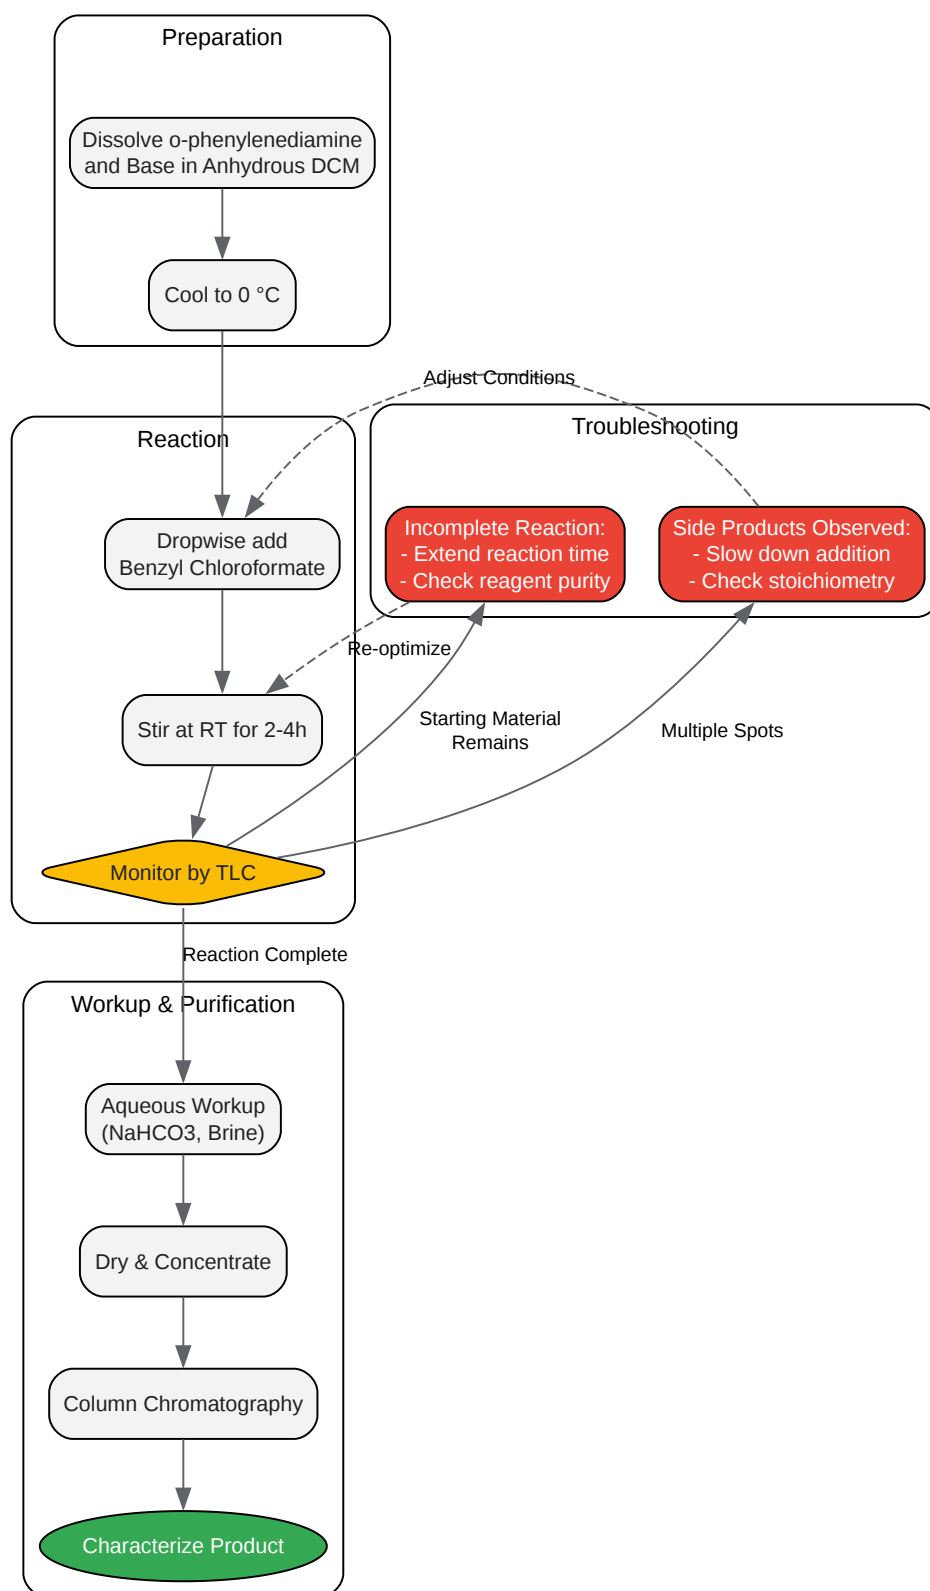 Preparation
Dissolve o-phenylenediamine
and Base in Anhydrous DCM
Cool to 0 °C
Adjust Conditions
Reaction
Troubleshooting
Dropwise add
Benzyl Chloroformate
Incomplete Reaction:
- Extend reaction time
- Check reagent purity
Side Products Observed:
- Slow down addition
- Check stoichiometry
Re-optimize
Stir at RT for 2-4h
Starting Material
Remains
Multiple Spots
Monitor by TLC
Reaction Complete
Workup & Purification
Aqueous Workup
(NaHCO3, Brine)
Dry & Concentrate
Column Chromatography
Characterize Product